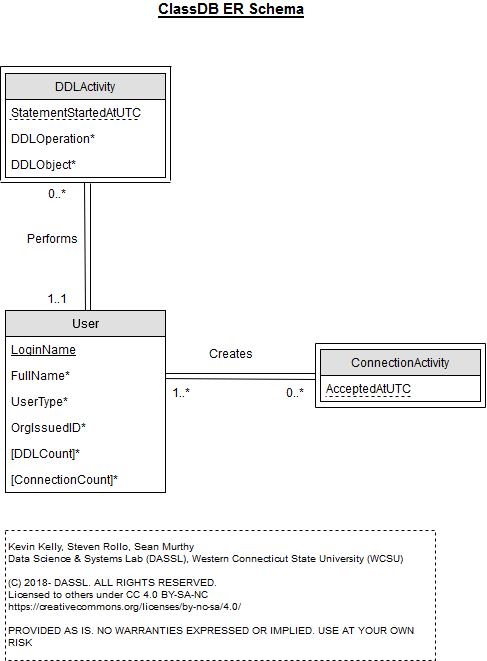 ClassDB ER Schema
DDLActivity
StatementStartedAtUTC
DDLOperation*
DDLObject*
0..*
Performs
1..1
User
LoginName
FullName*
UserType*
OrgIssuedID*
[DDLCount]*
[ConnectionCount]*
Creates
1..*
0..*
ConnectionActivity
AcceptedAtUTC
Kevin Kelly, Steven Rollo, Sean Murthy
Data Science & Systems Lab (DASSL), Western Connecticut State University (WCSU)
(C) 2018- DASSL. ALL RIGHTS RESERVED.
Licensed to others under CC 4.0 BY-SA-NC
https://creativecommons.org/licenses/by-nc-sa/4.0/
PROVIDED AS IS. NO WARRANTIES EXPRESSED OR IMPLIED. USE AT YOUR OWN
RISK